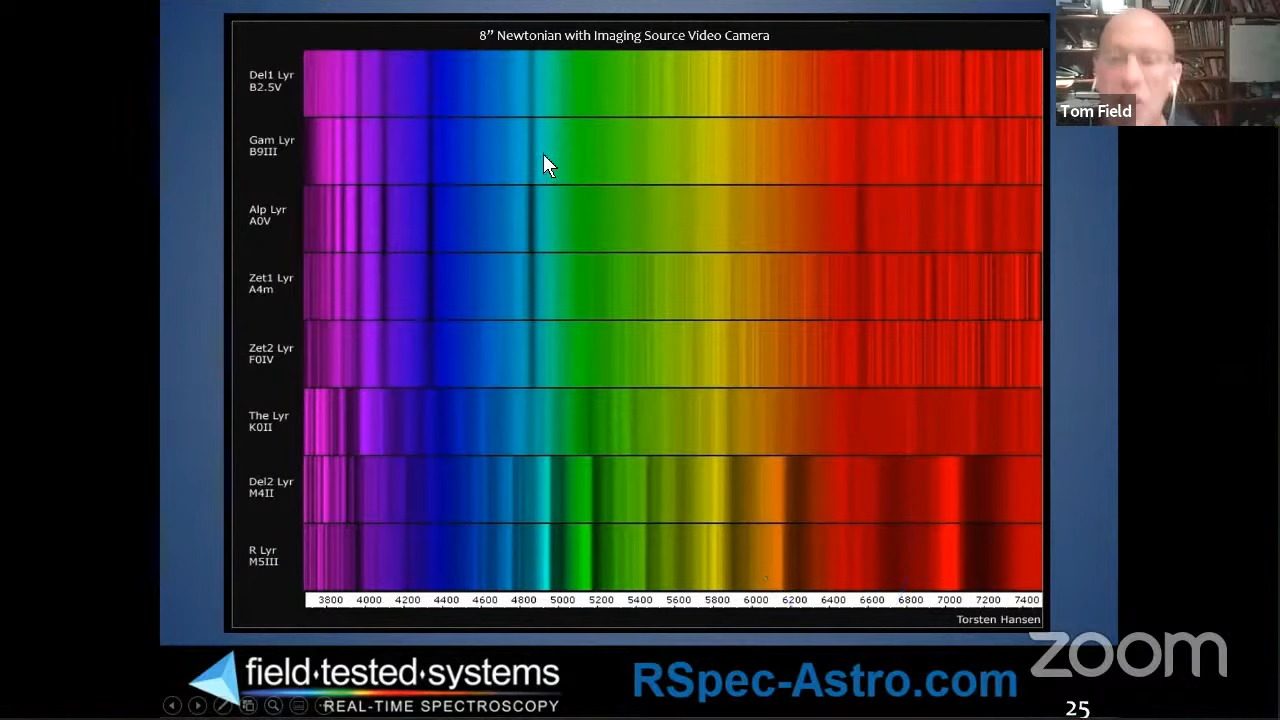 8” Newtonian with Imaging Source Video Camera
Tom Field
Del1 Lyr
B2.5V
Gam Lyr
B9III
Alp Lyr
A0V
Zet1 Lyr
A4m
Zet2 Lyr
F0IV
The Lyr
K0II
Del2 Lyr
M4II
R Lyr
M5III
3800 4000 4200 4400 4600 4800 5000 5200 5400 5600 5800 6000 6200 6400 6600 6800 7000 7200 7400
Torsten Hansen
zoom
field·tested·systems
REAL-TIME SPECTROSCOPY
RSpec-Astro.com
25